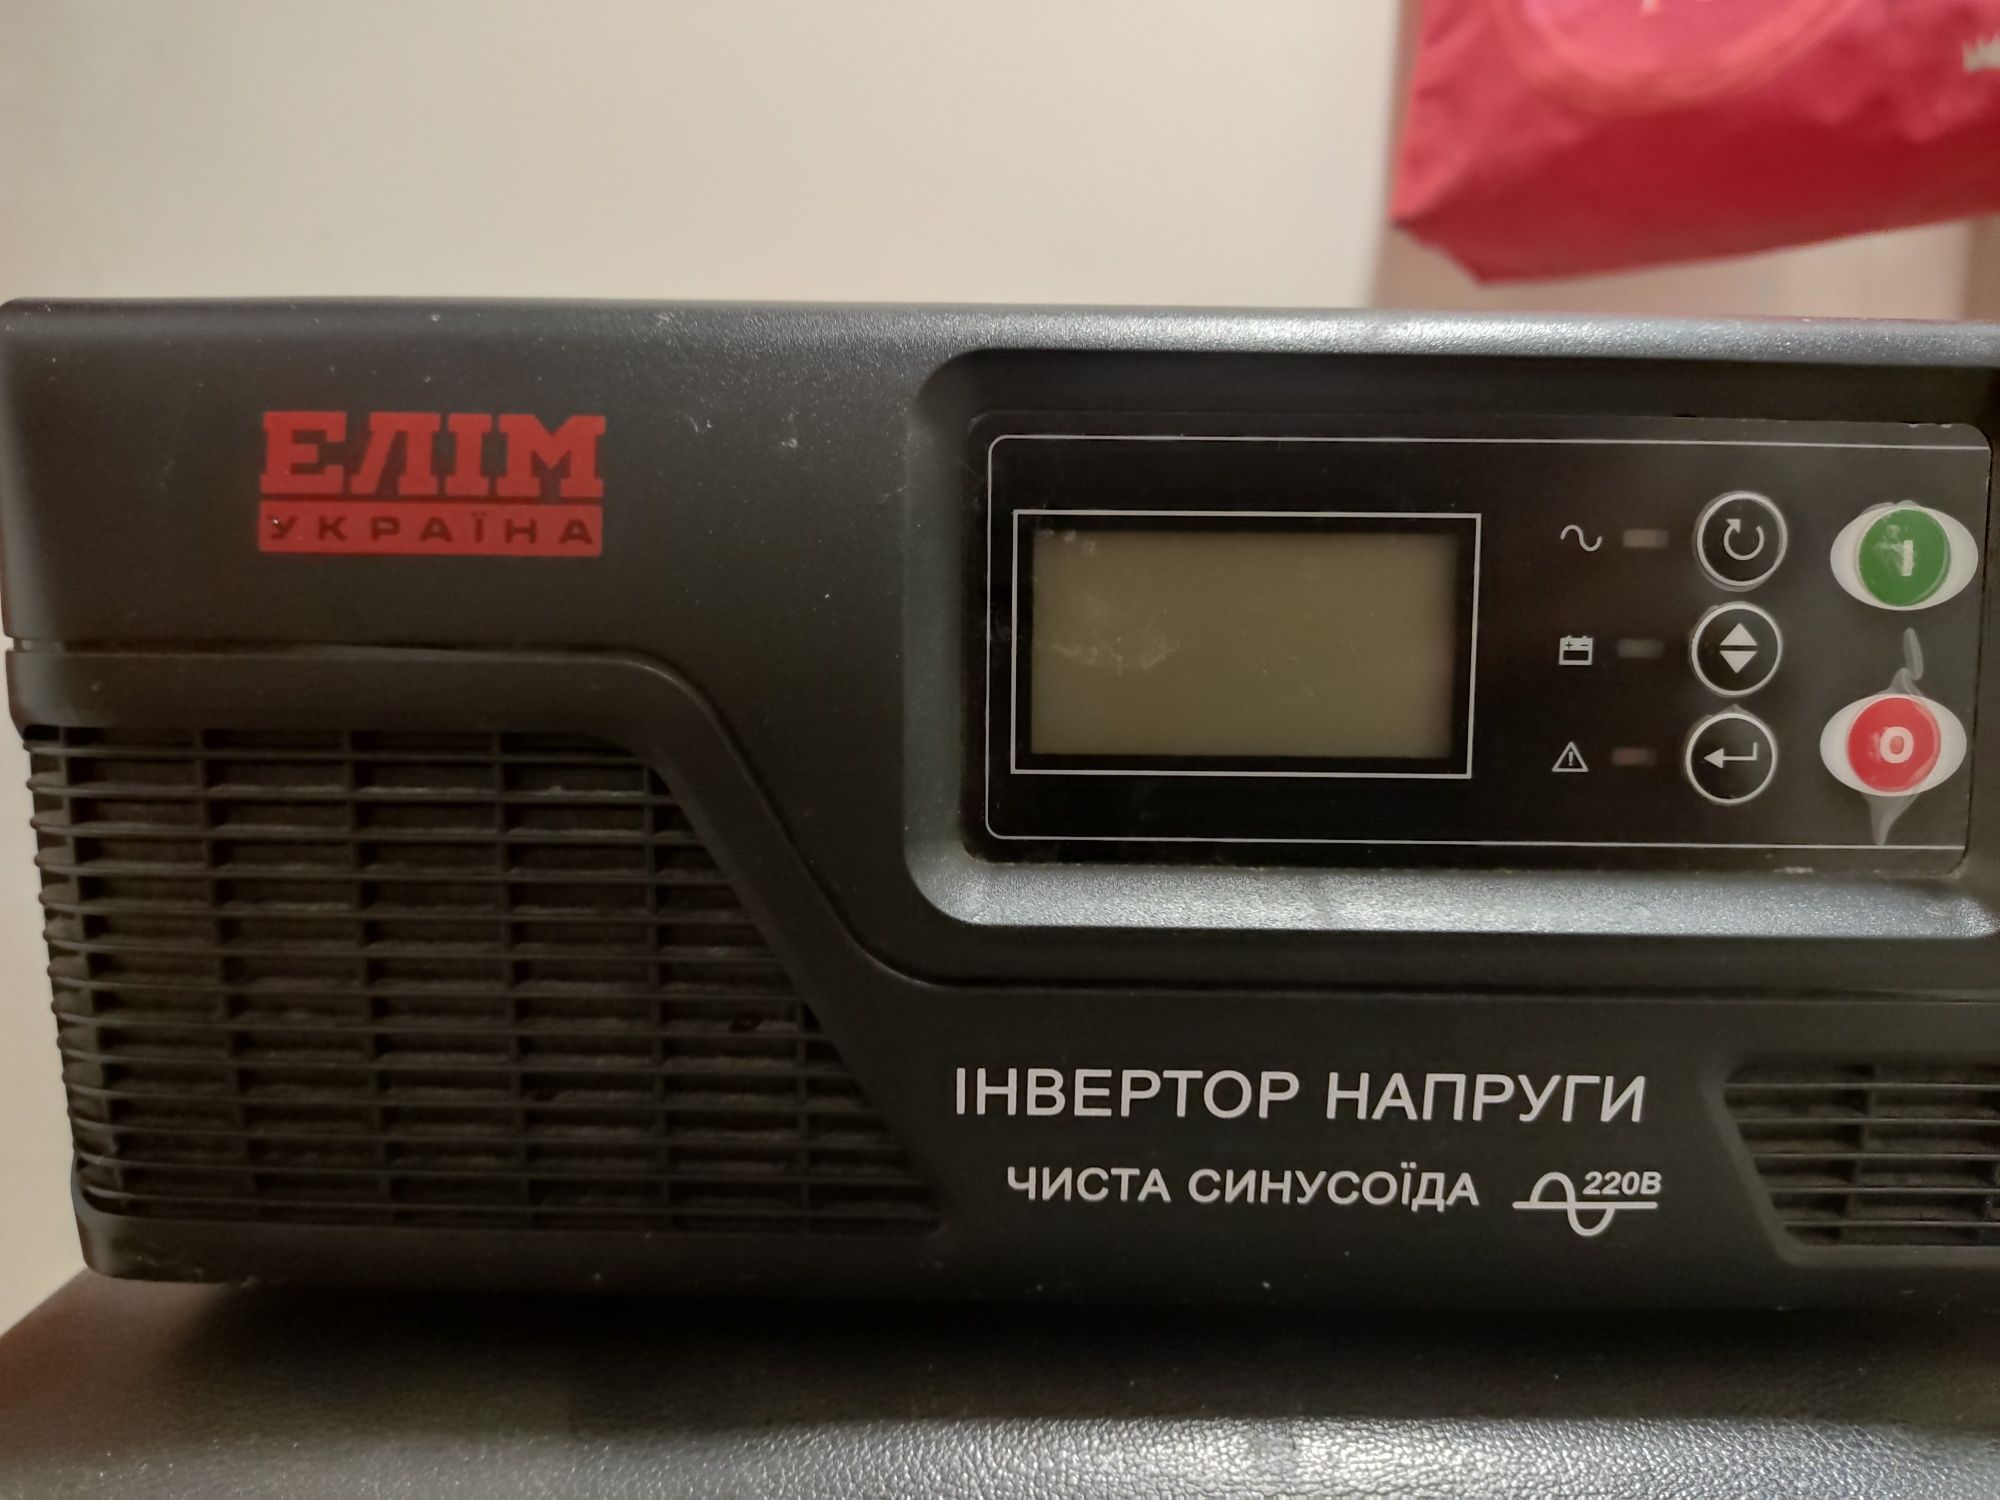 ЕЛІМ
УКРАЇНА
I
O
ІНВЕРТОР НАПРУГИ
ЧИСТА СИНУСОЇДА 220В